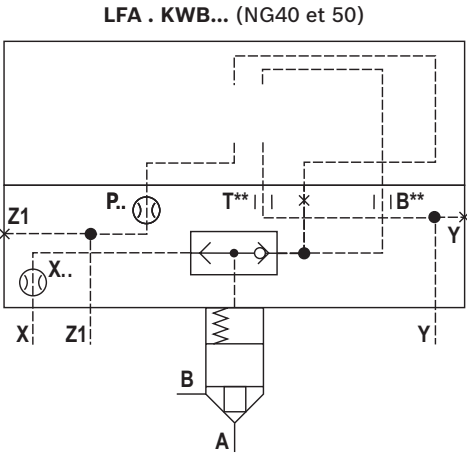 LFA . KWB... (NG40 et 50)
P.. T** B**
Z1
Y
X..
X Z1 Y
B
A